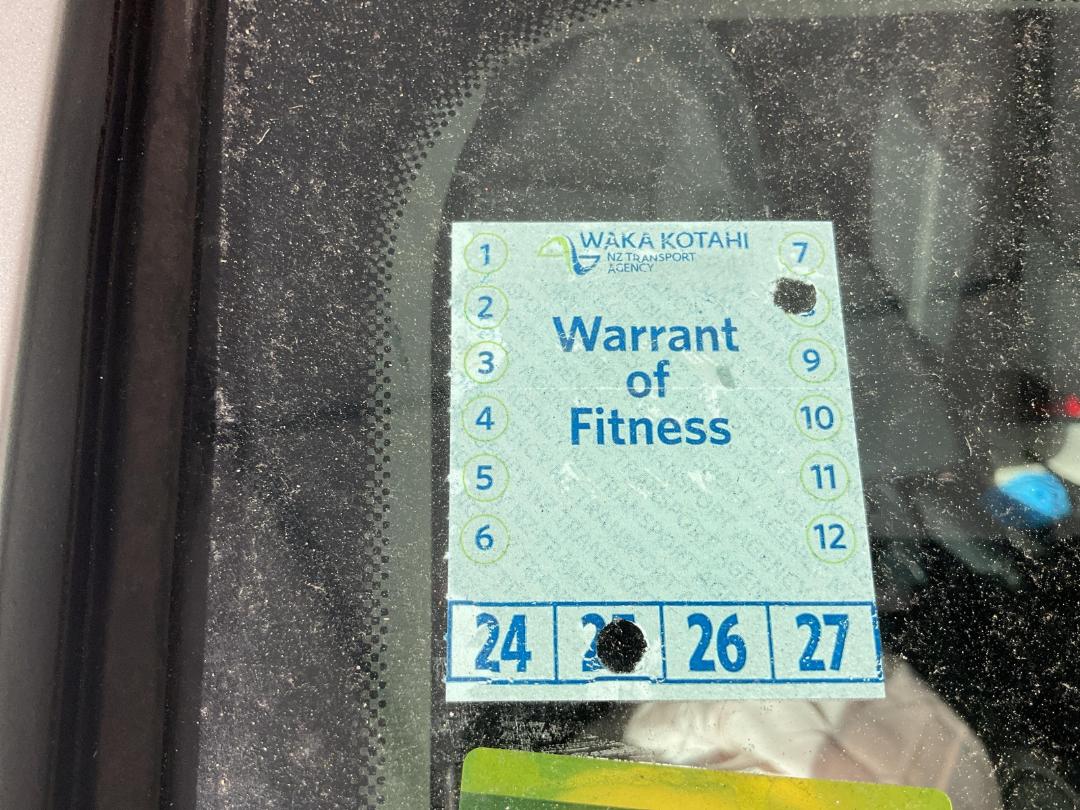 WAKA KOTAHI
NZ TRANSPORT
AGENCY
Warrant
of
Fitness
1
2
3
4
5
6
7
9
10
11
12
24 26 27